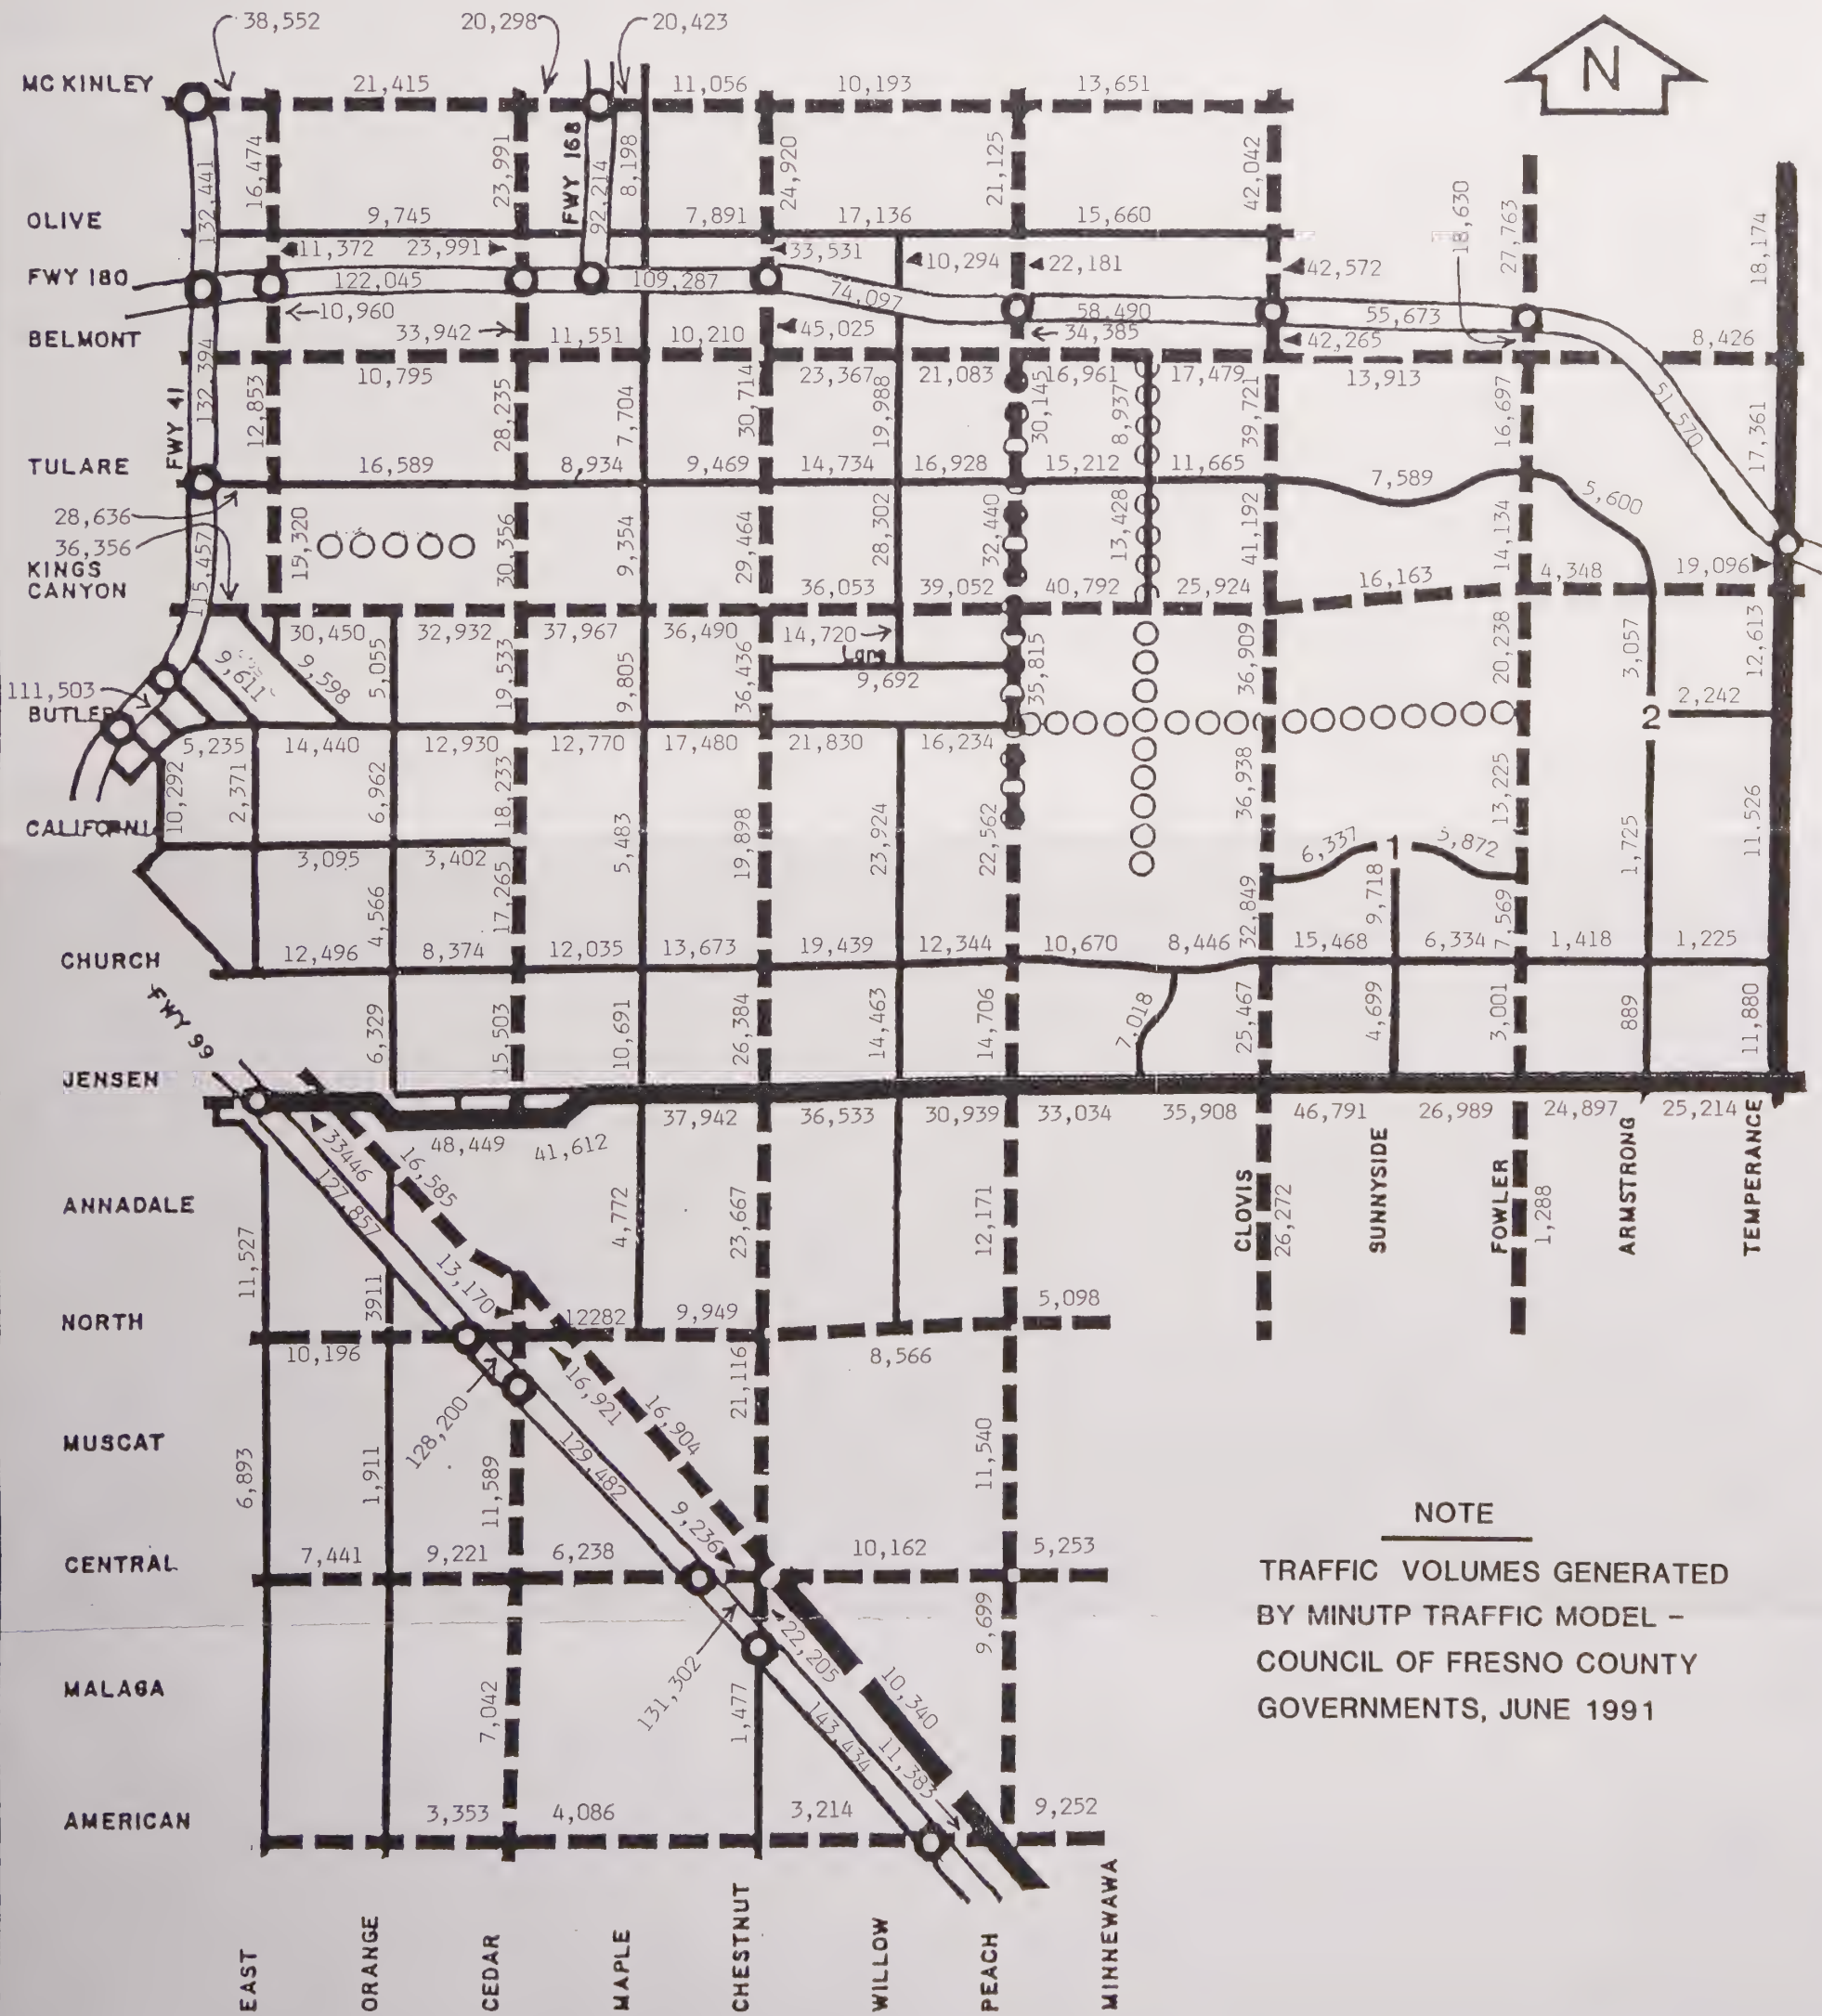 38,552 20,298 20,423
N
MC KINLEY 21,415 11,056 10,193 13,651
132,441 16,474 23,991 FWY 168 92,214 8,198 24,920 21,125 42,042 18,630 27,763 18,174
OLIVE 9,745 7,891 17,136 15,660
11,372 23,991 33,531 10,294 22,181 42,572
FWY 180 122,045 109,287 74,097 58,490 55,673
10,960 33,942 11,551 10,210 45,025 34,385 42,265 8,426
BELMONT
10,795 23,367 21,083 16,961 17,479 13,913
FWY 41 132,394 12,853 28,235 7,704 30,714 19,988 30,145 8,937 39,721 16,697 51,570 17,361
TULARE 16,589 8,934 9,469 14,734 16,928 15,212 11,665 7,589 5,600
28,636
36,356
115,457 15,320 30,356 9,354 29,464 28,302 32,440 13,428 41,192 14,134
KINGS
CANYON 36,053 39,052 40,792 25,924 16,163 4,348 19,096
30,450 32,932 37,967 36,490 14,720
Lane
9,692
9,611 9,598 5,055 19,533 9,805 36,436 35,815 36,909 20,238 3,057 12,613
111,503
BUTLER 2 2,242
5,235 14,440 12,930 12,770 17,480 21,830 16,234
10,292 2,371 6,962 18,233 5,483 19,898 23,924 22,562 36,938 13,225 1,725 11.526
CALIFORNIA
3,095 3,402 6,337 1 5,872
4,566 17,265 32,849 9,718 7,569
CHURCH 12,496 8,374 12,035 13,673 19,439 12,344 10,670 8,446 15,468 6,334 1,418 1,225
FWY 99
6,329 15,503 10,691 26,384 14,463 14,706 7,018 25,467 4,699 3,001 889 11,880
JENSEN
37,942 36,533 30,939 33,034 35,908 46,791 26,989 24,897 25,214
48,449 41,612
33446 16,585
127,857
ANNADALE
11,527 3911 13,170 4,772 23,667 12,171 CLOVIS 26,272 SUNNYSIDE FOWLER 1,288 ARMSTRONG TEMPERANCE
NORTH 12282 9,949 5,098
10,196 8,566
128,200 16,921 16,904 21,116
MUSCAT
6,893 1,911 11,589 129,482 11,540
9,236
CENTRAL 7,441 9,221 6,238 10,162 5,253
131,302 22,205 9,699
MALAGA
7,042 1,477 143,434 10,340 11,383
AMERICAN 3,353 4,086 3,214 9,252
EAST ORANGE CEDAR MAPLE CHESTNUT WILLOW PEACH MINNEWAWA
NOTE
TRAFFIC VOLUMES GENERATED
BY MINUTP TRAFFIC MODEL -
COUNCIL OF FRESNO COUNTY
GOVERNMENTS, JUNE 1991